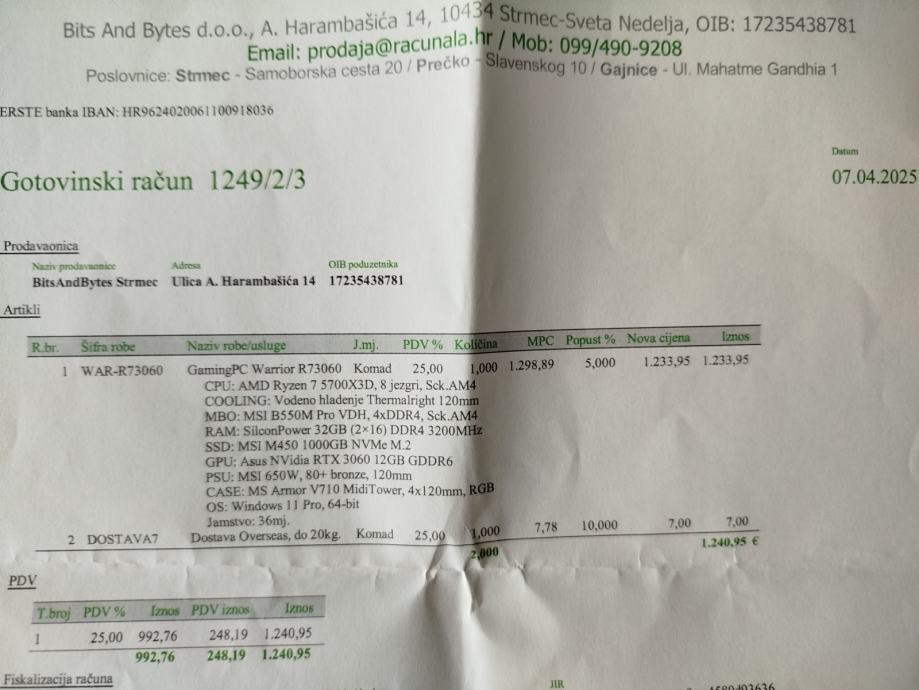 Bits And Bytes d.o.o., A. Harambašića 14, 10434 Strmec-Sveta Nedelja, OIB: 17235438781
Email: prodaja@racunala.hr / Mob: 099/490-9208
Poslovnice: Strmec - Samoborska cesta 20 / Prečko - Slavenskog 10 / Gajnice - Ul. Mahatme Gandhia 1
ERSTE banka IBAN: HR9624020061100918036
Datum
Gotovinski račun 1249/2/3 07.04.2025
Prodavaonica
Naziv prodavaonice Adresa OIB poduzetnika
BitsAndBytes Strmec Ulica A. Harambašića 14 17235438781
Artikli
R.br. Šifra robe Naziv robe/usluge J.mj. PDV % Količina MPC Popust % Nova cijena Iznos
1 WAR-R73060 GamingPC Warrior R73060 Komad 25,00 1,000 1.298,89 5,000 1.233,95 1.233,95
CPU: AMD Ryzen 7 5700X3D, 8 jezgri, Sck.AM4
COOLING: Vodeno hladenje Thermalright 120mm
MBO: MSI B550M Pro VDH, 4xDDR4, Sck.AM4
RAM: SilconPower 32GB (2×16) DDR4 3200MHz
SSD: MSI M450 1000GB NVMe M.2
GPU: Asus NVidia RTX 3060 12GB GDDR6
PSU: MSI 650W, 80+ bronze, 120mm
CASE: MS Armor V710 MidiTower, 4x120mm, RGB
OS: Windows 11 Pro, 64-bit
Jamstvo: 36mj.
2 DOSTAVA7 Dostava Overseas, do 20kg. Komad 25,00 1,000 7,78 10,000 7,00 7,00
2,000 1.240,95 €
PDV
T.broj PDV % Iznos PDV iznos Iznos
1 25,00 992,76 248,19 1.240,95
992,76 248,19 1.240,95
Fiskalizacija računa
JIR